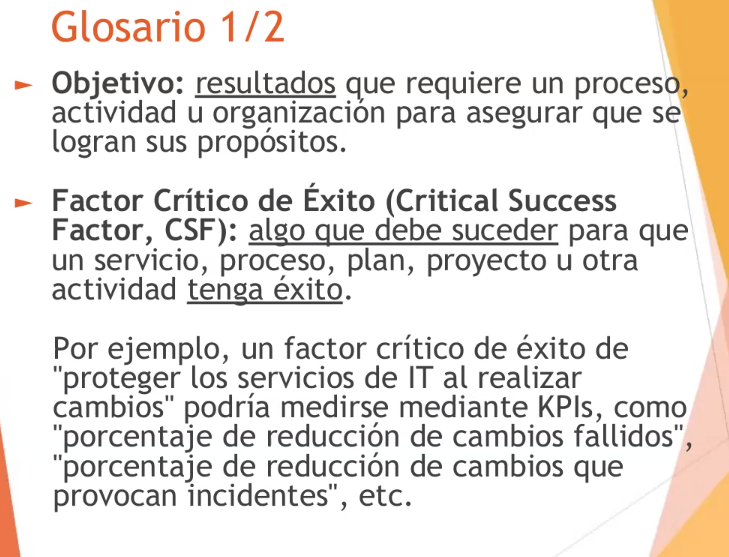 Glosario 1/2
► Objetivo: resultados que requiere un proceso,
actividad u organización para asegurar que se
logran sus propósitos.
► Factor Crítico de Éxito (Critical Success
Factor, CSF): algo que debe suceder para que
un servicio, proceso, plan, proyecto u otra
actividad tenga éxito.
Por ejemplo, un factor crítico de éxito de
"proteger los servicios de IT al realizar
cambios" podría medirse mediante KPIs, como
"porcentaje de reducción de cambios fallidos",
"porcentaje de reducción de cambios que
provocan incidentes", etc.